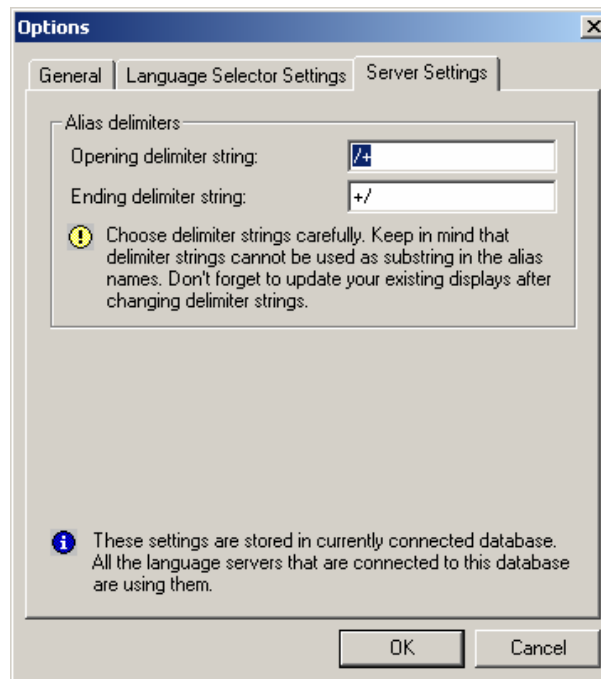 Options
General
Language Selector Settings
Server Settings
Alias delimiters
Opening delimiter string:
/+
Ending delimiter string:
+/
Choose delimiter strings carefully. Keep in mind that
delimiter strings cannot be used as substring in the alias
names. Don't forget to update your existing displays after
changing delimiter strings.
These settings are stored in currently connected database.
All the language servers that are connected to this database
are using them.
OK
Cancel